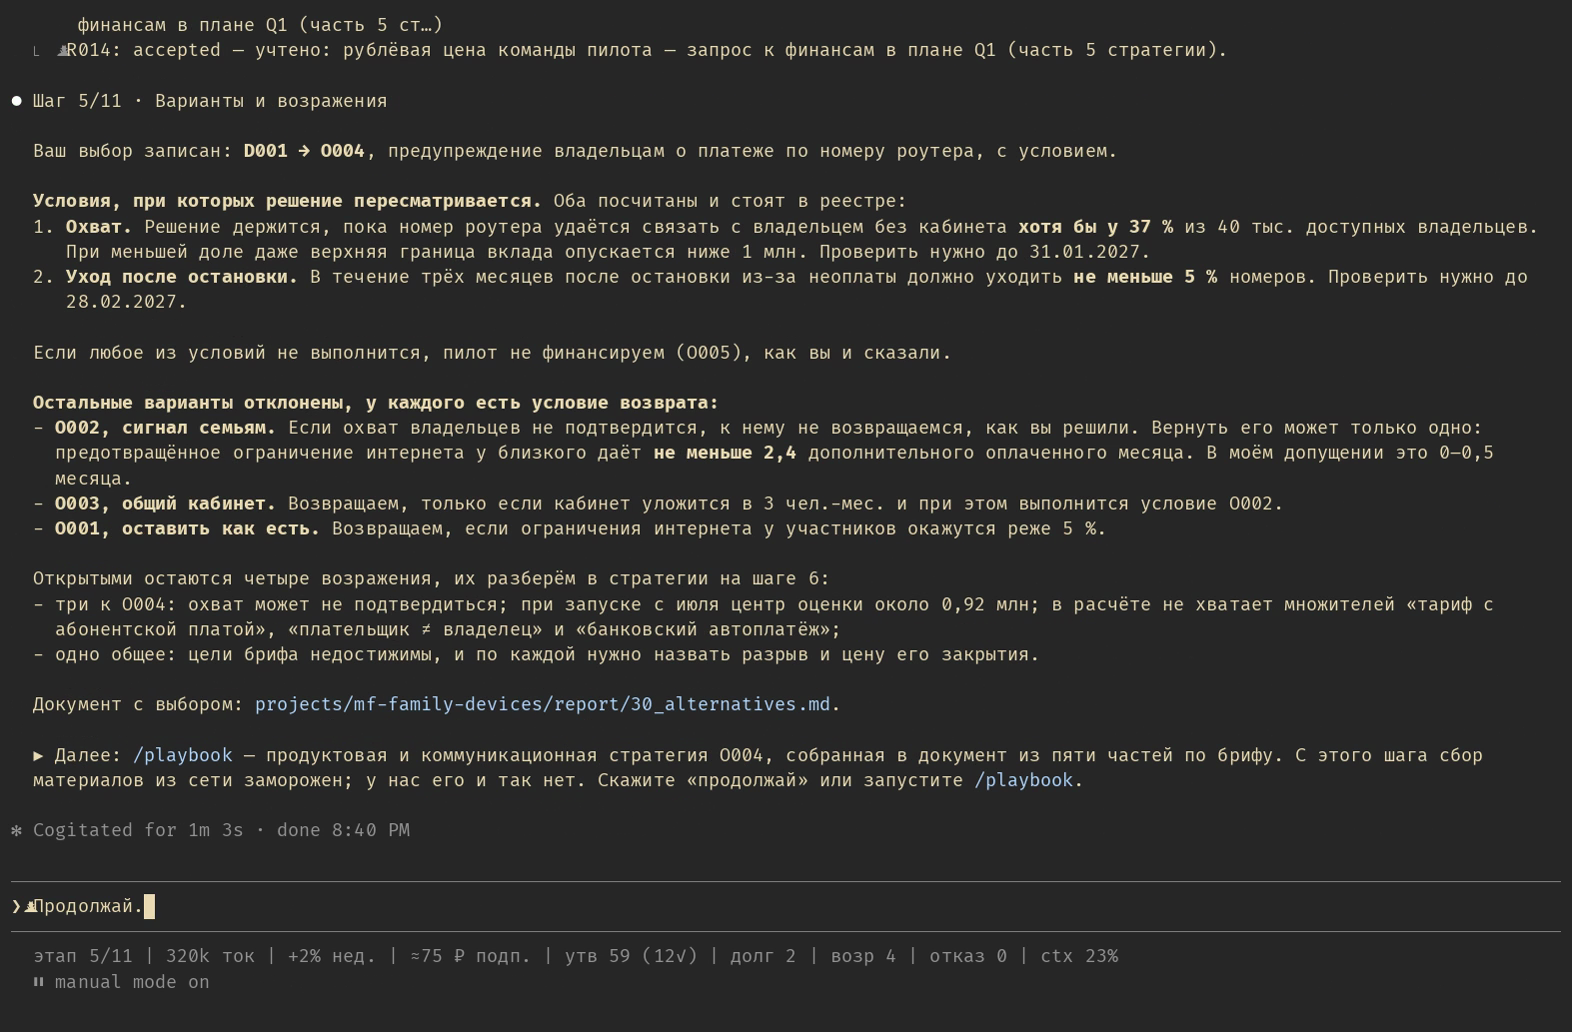 финансам в плане Q1 (часть 5 ст…)
└ R014: accepted — учтено: рублёвая цена команды пилота — запрос к финансам в плане Q1 (часть 5 стратегии).
● Шаг 5/11 · Варианты и возражения
Ваш выбор записан: D001 → O004, предупреждение владельцам о платеже по номеру роутера, с условием.
Условия, при которых решение пересматривается. Оба посчитаны и стоят в реестре:
1. Охват. Решение держится, пока номер роутера удаётся связать с владельцем без кабинета хотя бы у 37 % из 40 тыс. доступных владельцев.
При меньшей доле даже верхняя граница вклада опускается ниже 1 млн. Проверить нужно до 31.01.2027.
2. Уход после остановки. В течение трёх месяцев после остановки из-за неоплаты должно уходить не меньше 5 % номеров. Проверить нужно до
28.02.2027.
Если любое из условий не выполнится, пилот не финансируем (O005), как вы и сказали.
Остальные варианты отклонены, у каждого есть условие возврата:
- O002, сигнал семьям. Если охват владельцев не подтвердится, к нему не возвращаемся, как вы решили. Вернуть его может только одно:
предотвращённое ограничение интернета у близкого даёт не меньше 2,4 дополнительного оплаченного месяца. В моём допущении это 0–0,5
месяца.
- O003, общий кабинет. Возвращаем, только если кабинет уложится в 3 чел.-мес. и при этом выполнится условие O002.
- O001, оставить как есть. Возвращаем, если ограничения интернета у участников окажутся реже 5 %.
Открытыми остаются четыре возражения, их разберём в стратегии на шаге 6:
- три к O004: охват может не подтвердиться; при запуске с июля центр оценки около 0,92 млн; в расчёте не хватает множителей «тариф с
абонентской платой», «плательщик ≠ владелец» и «банковский автоплатёж»;
- одно общее: цели брифа недостижимы, и по каждой нужно назвать разрыв и цену его закрытия.
Документ с выбором: projects/mf-family-devices/report/30_alternatives.md.
▶ Далее: /playbook — продуктовая и коммуникационная стратегия O004, собранная в документ из пяти частей по брифу. С этого шага сбор
материалов из сети заморожен; у нас его и так нет. Скажите «продолжай» или запустите /playbook.
✻ Cogitated for 1m 3s · done 8:40 PM
❯ Продолжай.
этап 5/11 | 320k ток | +2% нед. | ≈75 ₽ подп. | утв 59 (12✓) | долг 2 | возр 4 | отказ 0 | ctx 23%
⏸ manual mode on